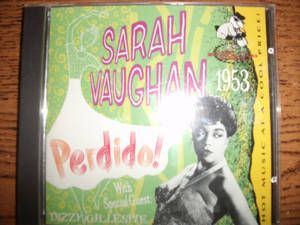 SARAH
VAUGHAN
1953
Perdido!
With
Special Guest:
DIZZY GILLESPIE
HOT MUSIC AT A COOL PRICE!